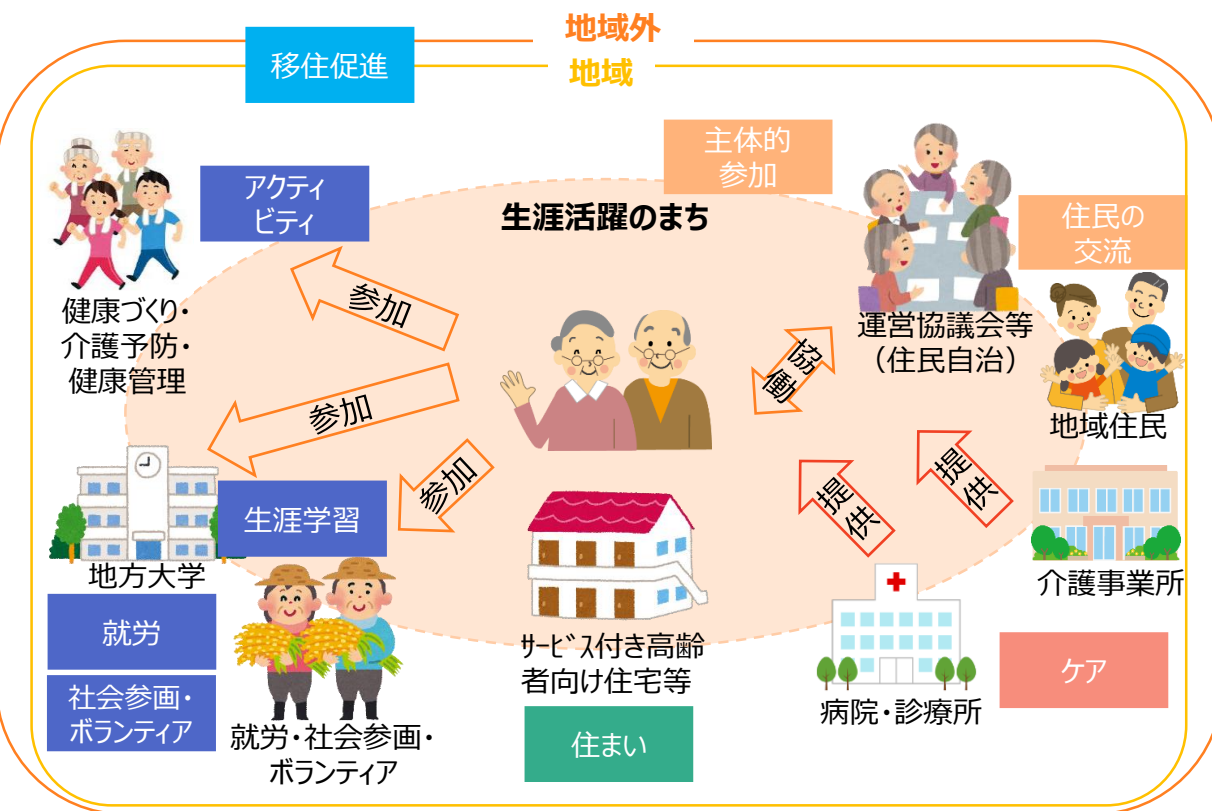 地域外
地域
移住促進
主体的
参加
アクティ
ビティ
生涯活躍のまち
住民の
交流
参加
健康づくり・
介護予防・
健康管理
運営協議会等
（住民自治）
協
働
参加
地域住民
参加
提
供
提
供
生涯学習
地方大学
介護事業所
就労
サービス付き高齢
者向け住宅等
ケア
社会参画・
ボランティア
病院・診療所
就労・社会参画・
ボランティア
住まい